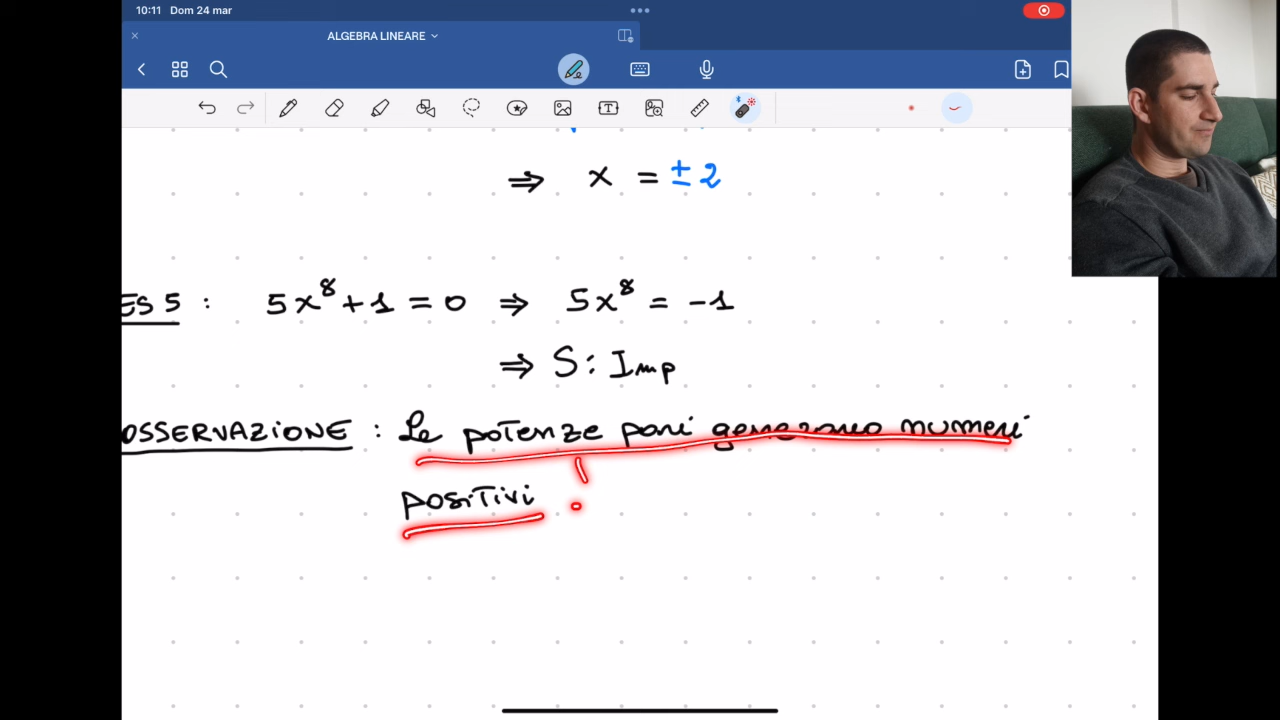 10:11 Dom 24 mar
ALGEBRA LINEARE
⇒ x = ± 2
ES 5 : 5x⁸ + 1 = 0 ⇒ 5x⁸ = -1
⇒ S : Imp
OSSERVAZIONE : Le potenze pari generano numeri
positivi